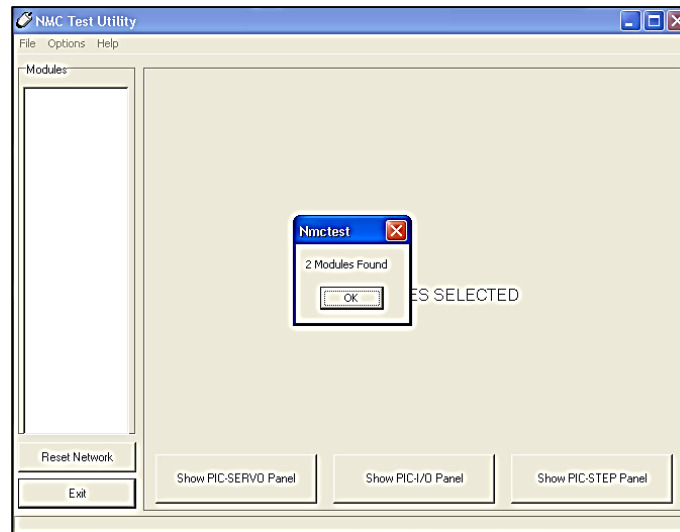 NMC Test Utility
File Options Help
Modules
Nmctest
2 Modules Found
OK
ES SELECTED
Reset Network
Exit
Show PIC-SERVO Panel
Show PIC-I/O Panel
Show PIC-STEP Panel